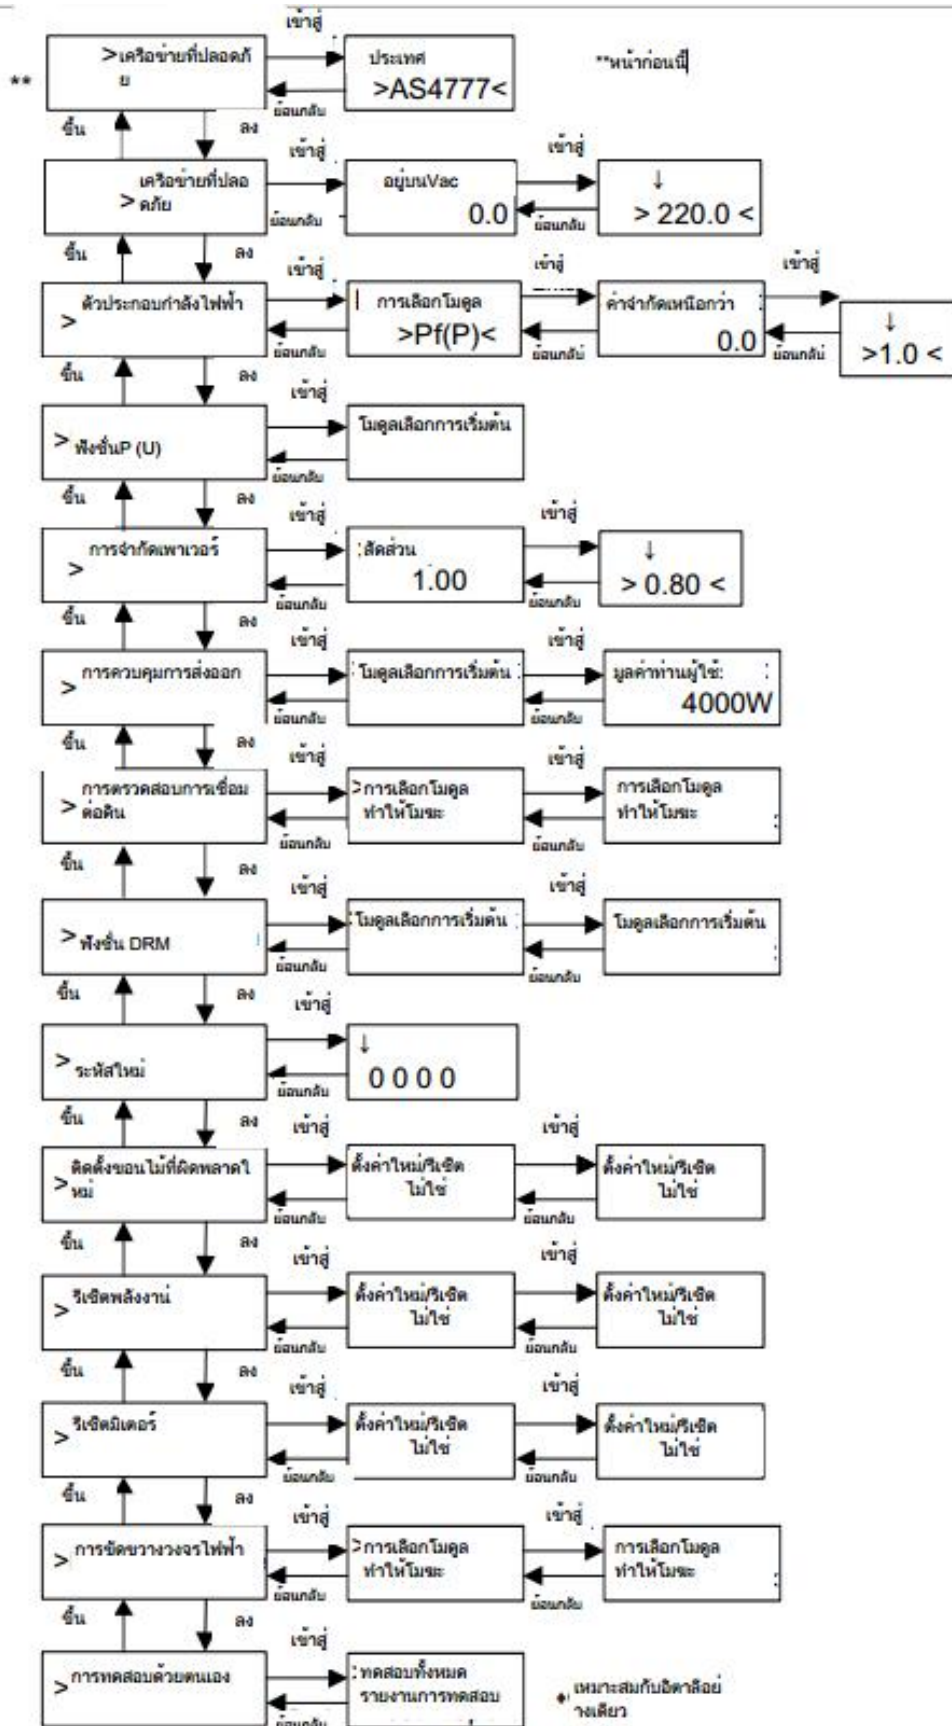 เข้าสู่
>เครือข่ายที่ปลอดภั
ย
ประเทศ
>AS4777<
**หน้าก่อนนี้
**
ย้อนกลับ
ขึ้น
ลง
เข้าสู่
เข้าสู่
>
เครือข่ายที่ปลอ
ดภัย
อยู่บนVac
0.0
↓
> 220.0 <
ย้อนกลับ
ย้อนกลับ
ขึ้น
ลง
เข้าสู่
เข้าสู่
เข้าสู่
ตัวประกอบกำลังไฟฟ้า
>
การเลือกโมดูล
>Pf(P)<
ค่าจำกัดเหนือกว่า :
0.0
↓
>1.0 <
ย้อนกลับ
ย้อนกลับ
ย้อนกลับ
ขึ้น
ลง
เข้าสู่
> ฟังชั่นP (U)
โมดูลเลือกการเริ่มต้น
ย้อนกลับ
ขึ้น
ลง
เข้าสู่
เข้าสู่
การจำกัดเพาเวอร์
>
:สัดส่วน
1.00
↓
> 0.80 <
ย้อนกลับ
ย้อนกลับ
ขึ้น
ลง
เข้าสู่
เข้าสู่
> การควบคุมการส่งออก
:โมดูลเลือกการเริ่มต้น :
มูลค่าท่านผู้ใช้: :
4000W
ย้อนกลับ
ย้อนกลับ
ขึ้น
ลง
เข้าสู่
เข้าสู่
> การตรวดสอบการเชื่อม
ต่อดิน
>การเลือกโมดูล
ทำให้โมฆะ
การเลือกโมดูล
ทำให้โมฆะ :
ย้อนกลับ
ย้อนกลับ
ขึ้น
ลง
เข้าสู่
เข้าสู่
> ฟังชั่น DRM
:โมดูลเลือกการเริ่มต้น :
โมดูลเลือกการเริ่มต้น
:
ย้อนกลับ
ย้อนกลับ
ขึ้น
ลง
เข้าสู่
> ระหัสใหม่
↓
0 0 0 0
ย้อนกลับ
ขึ้น
ลง
เข้าสู่
เข้าสู่
> ติดตั้งขอนไม้ที่ผิดพลาดใ
หม่
ตั้งค่าใหม่/รีเซ็ต
ไม่ใช่
ตั้งค่าใหม่/รีเซ็ต
ไม่ใช่
ย้อนกลับ
ย้อนกลับ
ขึ้น
ลง
เข้าสู่
เข้าสู่
> รีเซ็ตพลังงาน
ตั้งค่าใหม่/รีเซ็ต
ไม่ใช่
ตั้งค่าใหม่/รีเซ็ต
ไม่ใช่
ย้อนกลับ
ย้อนกลับ
ขึ้น
ลง
เข้าสู่
เข้าสู่
> รีเซ็ตมิเตอร์
ตั้งค่าใหม่/รีเซ็ต
ไม่ใช่
ตั้งค่าใหม่/รีเซ็ต
ไม่ใช่
ย้อนกลับ
ย้อนกลับ
ขึ้น
ลง
เข้าสู่
เข้าสู่
> การขัดขวางวงจรไฟฟ้า
>การเลือกโมดูล
ทำให้โมฆะ
การเลือกโมดูล
ทำให้โมฆะ :
ย้อนกลับ
ย้อนกลับ
ขึ้น
ลง
เข้าสู่
> การทดสอบด้วยตนเอง
:ทดสอบทั้งหมด
รายงานการทดสอบ
♦ เหมาะสมกับอิตาลีอย่
างเดียว
ย้อนกลับ